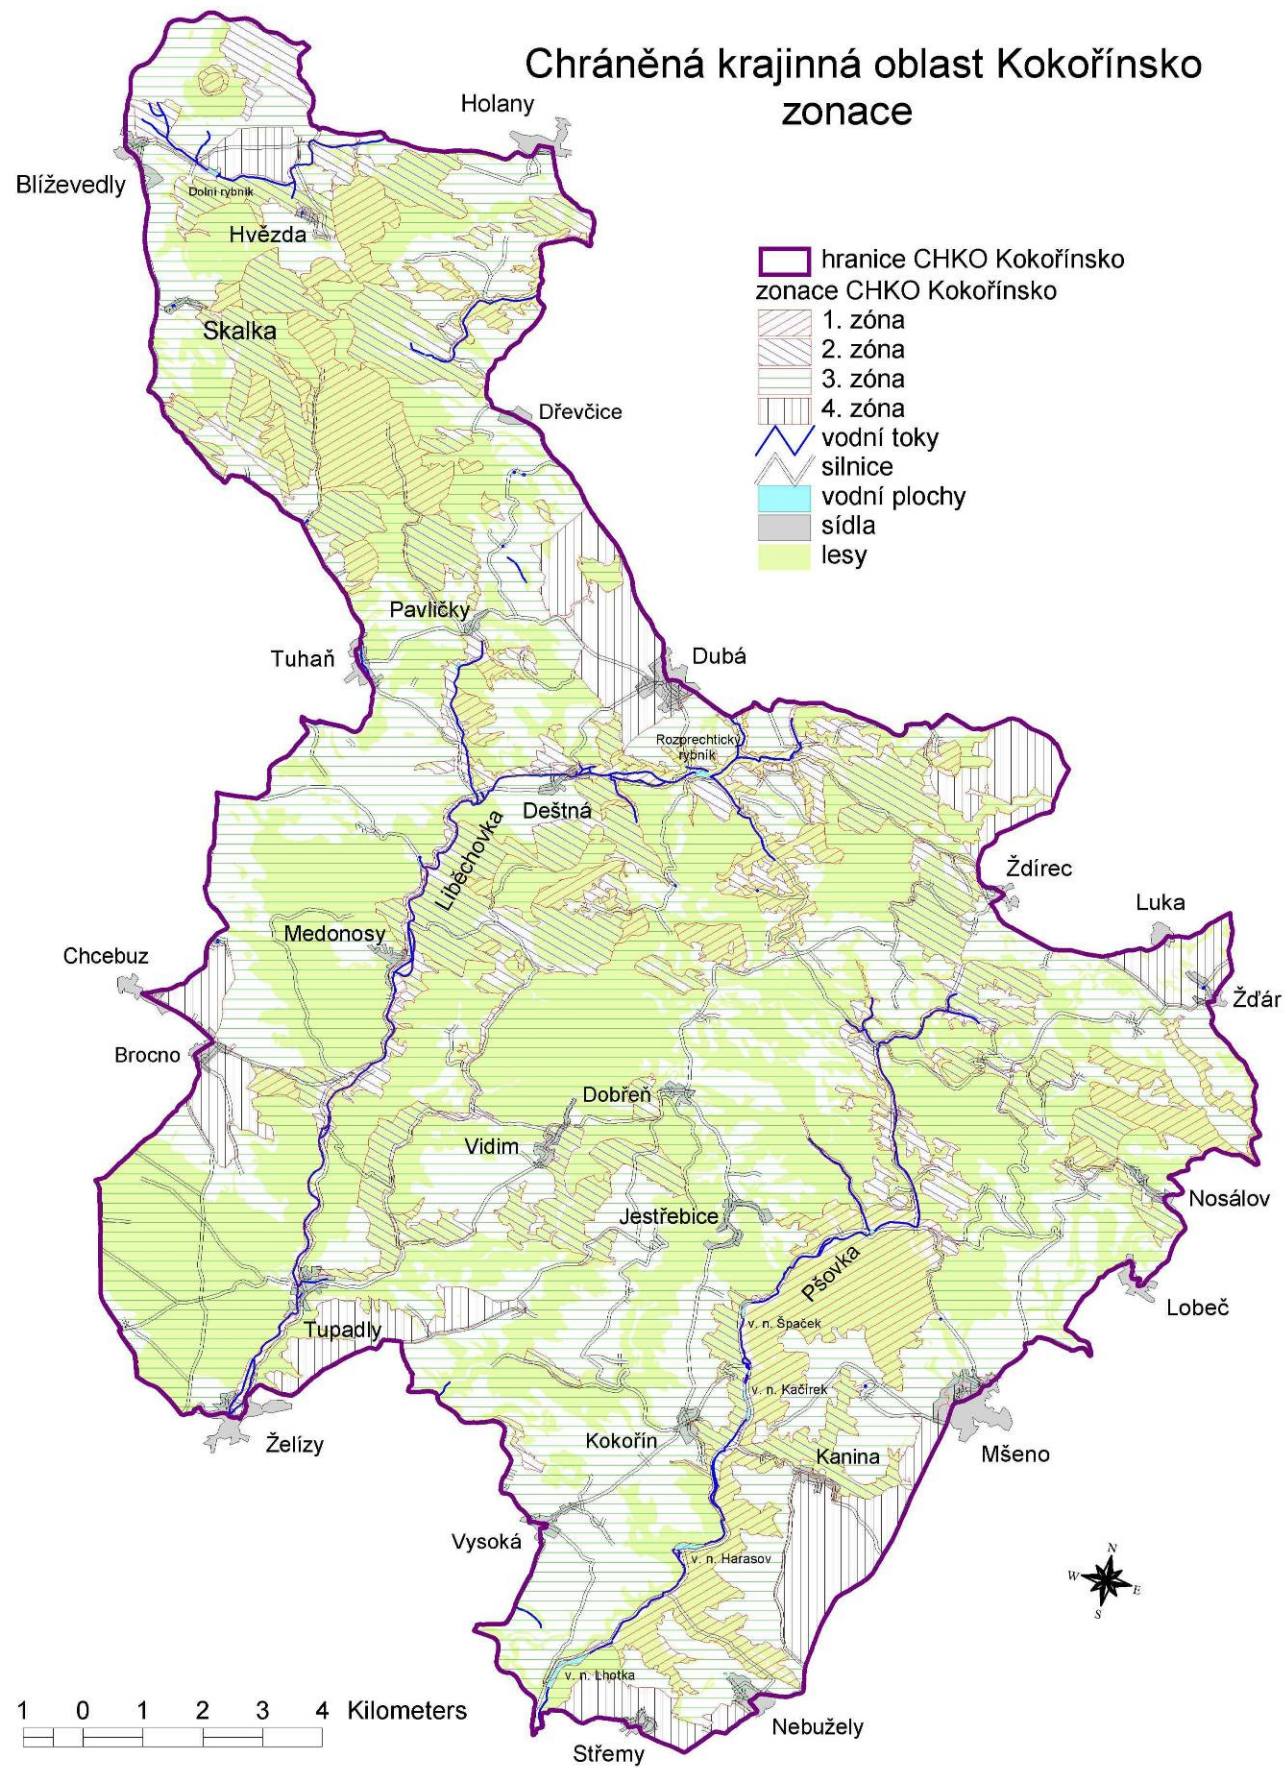 Chráněná krajinná oblast Kokořínsko
zonace
Holany
Blíževedly
Dolní rybník
Hvězda
hranice CHKO Kokořínsko
zonace CHKO Kokořínsko
1. zóna
2. zóna
3. zóna
4. zóna
vodní toky
silnice
vodní plochy
sídla
lesy
Skalka
Dřevčice
Pavličky
Tuhaň
Dubá
Rozprechtický
rybník
Deštná
Liběchovka
Ždírec
Luka
Medonosy
Chcebuz
Žďár
Brocno
Dobřeň
Vidim
Nosálov
Jestřebice
Pšovka
Lobeč
v. n. Špaček
Tupadly
v. n. Kačírek
Želízy
Kokořín
Kanina
Mšeno
Vysoká
v. n. Harasov
N
W
E
S
v. n. Lhotka
1 0 1 2 3 4 Kilometers
Nebužely
Střemy